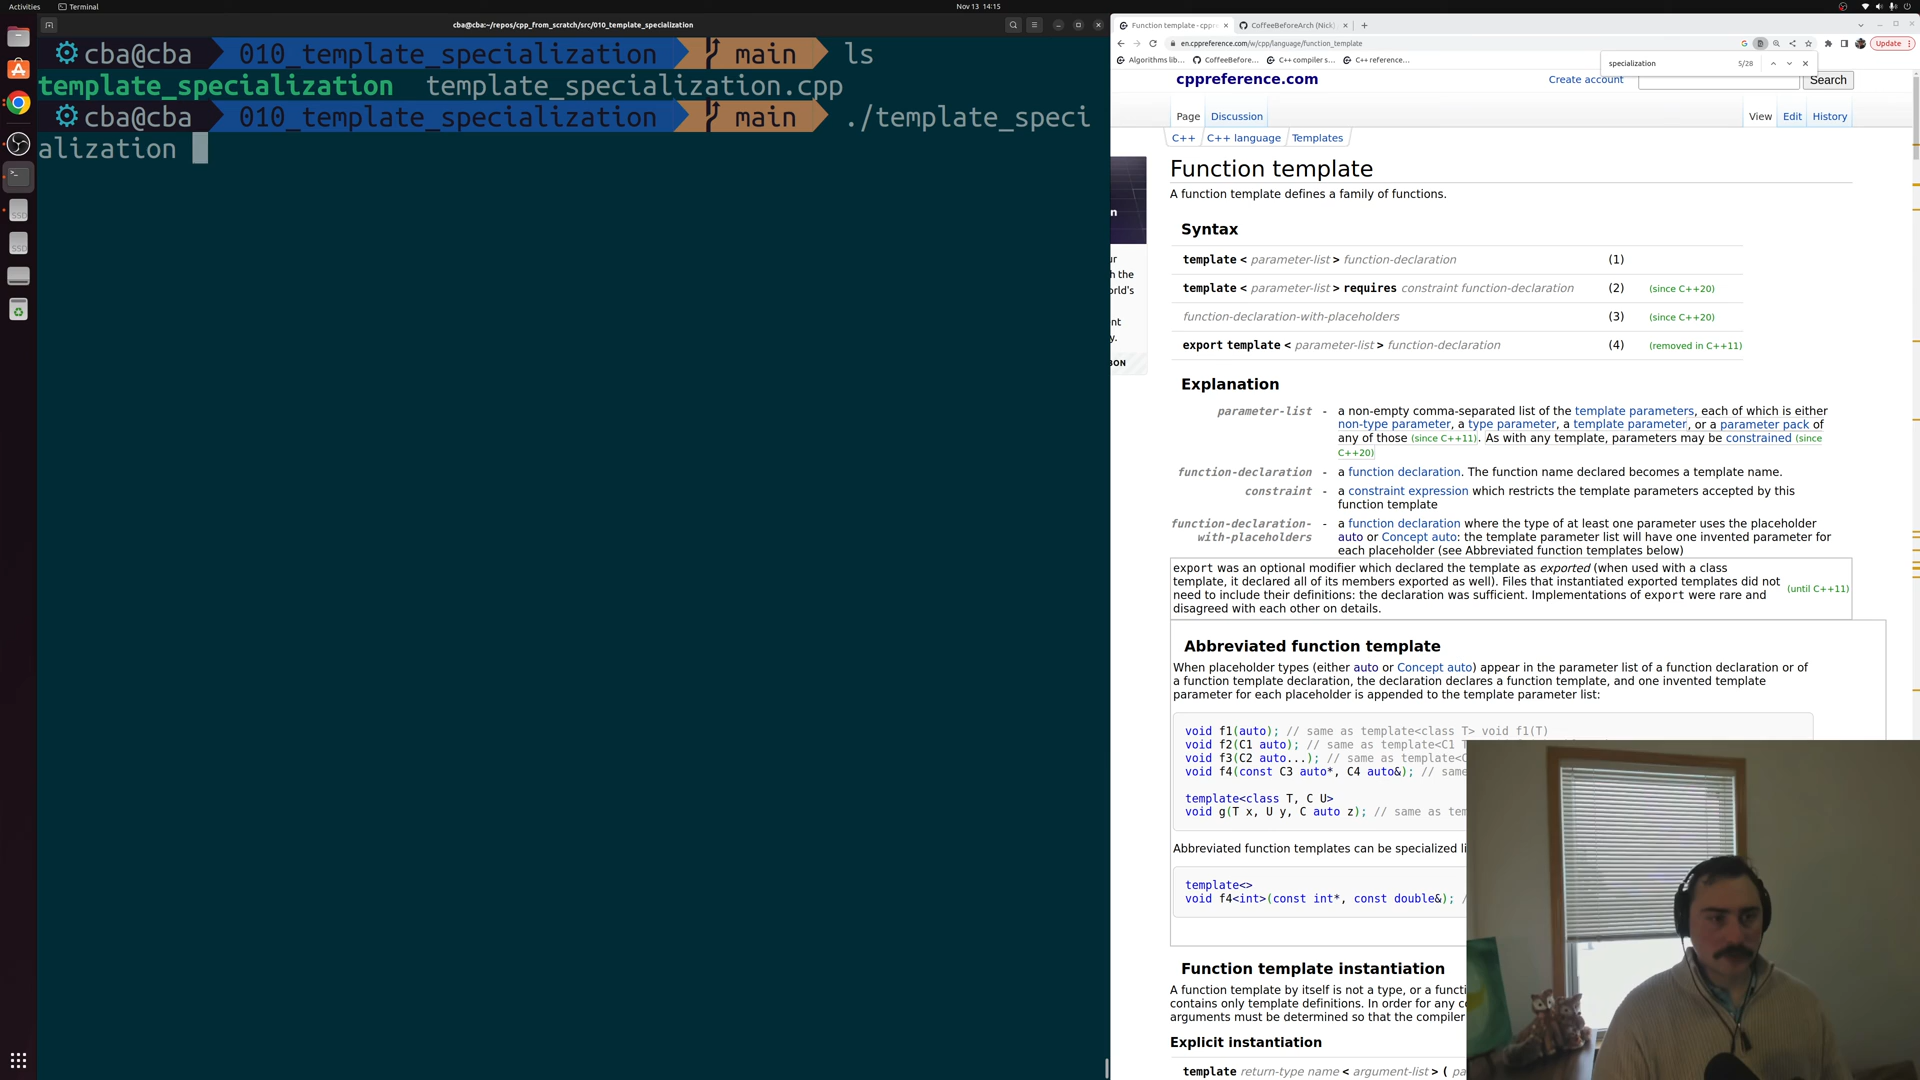 Activities
Terminal
Nov 13 14:15
cba@cba:~/repos/cpp_from_scratch/src/010_template_specialization
cba@cba 010_template_specialization main ls
template_specialization template_specialization.cpp
cba@cba 010_template_specialization main ./template_speci
alization
Function template - cppre
CoffeeBeforeArch (Nick)
en.cppreference.com/w/cpp/language/function_template
Update
Algorithms lib...
CoffeeBefore...
C++ compiler s...
C++ reference...
specialization
5/28
cppreference.com
Create account
Search
Page
Discussion
View
Edit
History
C++
C++ language
Templates
Function template
A function template defines a family of functions.
Syntax
template < parameter-list > function-declaration (1)
template < parameter-list > requires constraint function-declaration (2) (since C++20)
function-declaration-with-placeholders (3) (since C++20)
export template < parameter-list > function-declaration (4) (removed in C++11)
Explanation
parameter-list - a non-empty comma-separated list of the template parameters, each of which is either
non-type parameter, a type parameter, a template parameter, or a parameter pack of
any of those (since C++11). As with any template, parameters may be constrained (since
C++20)
function-declaration - a function declaration. The function name declared becomes a template name.
constraint - a constraint expression which restricts the template parameters accepted by this
function template
function-declaration-
with-placeholders
- a function declaration where the type of at least one parameter uses the placeholder
auto or Concept auto: the template parameter list will have one invented parameter for
each placeholder (see Abbreviated function templates below)
export was an optional modifier which declared the template as exported (when used with a class
template, it declared all of its members exported as well). Files that instantiated exported templates did not
need to include their definitions: the declaration was sufficient. Implementations of export were rare and
disagreed with each other on details.
(until C++11)
Abbreviated function template
When placeholder types (either auto or Concept auto) appear in the parameter list of a function declaration or of
a function template declaration, the declaration declares a function template, and one invented template
parameter for each placeholder is appended to the template parameter list:
void f1(auto); // same as template<class T> void f1(T)
void f2(C1 auto); // same as template<C1 T
void f3(C2 auto...); // same as template<C
void f4(const C3 auto*, C4 auto&); // same
template<class T, C U>
void g(T x, U y, C auto z); // same as tem
Abbreviated function templates can be specialized li
template<>
void f4<int>(const int*, const double&); /
Function template instantiation
A function template by itself is not a type, or a functi
contains only template definitions. In order for any co
arguments must be determined so that the compiler
Explicit instantiation
template return-type name < argument-list > ( pa